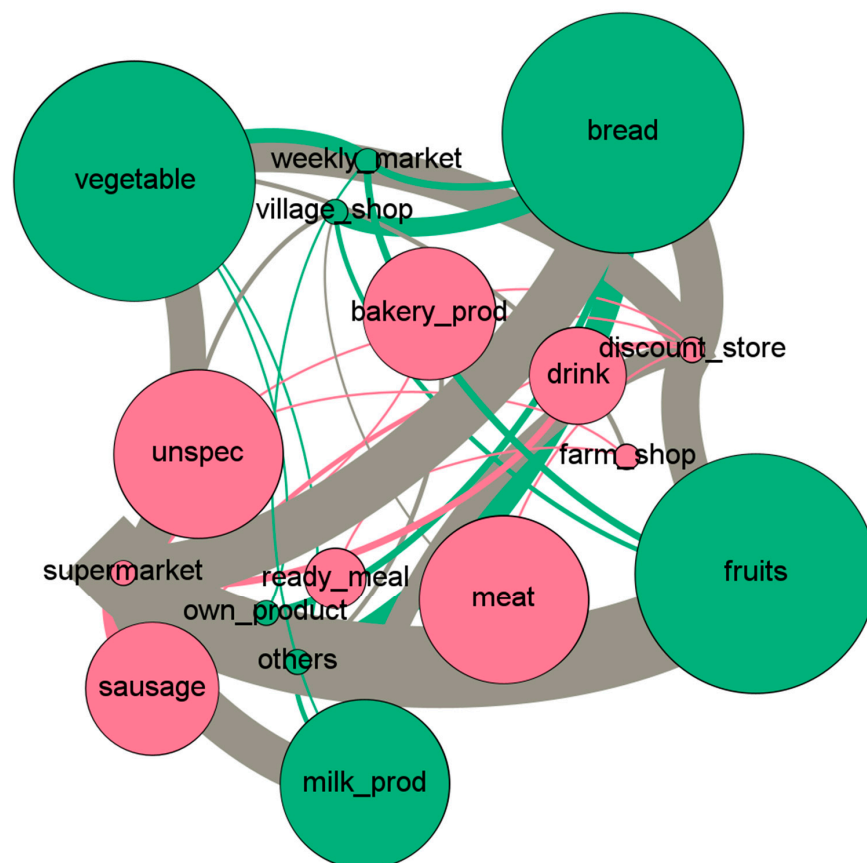 bread
weekly_market
vegetable
village_shop
bakery_prod
discount_store
drink
unspec
farm_shop
supermarket
ready_meal
fruits
meat
own_product
others
sausage
milk_prod